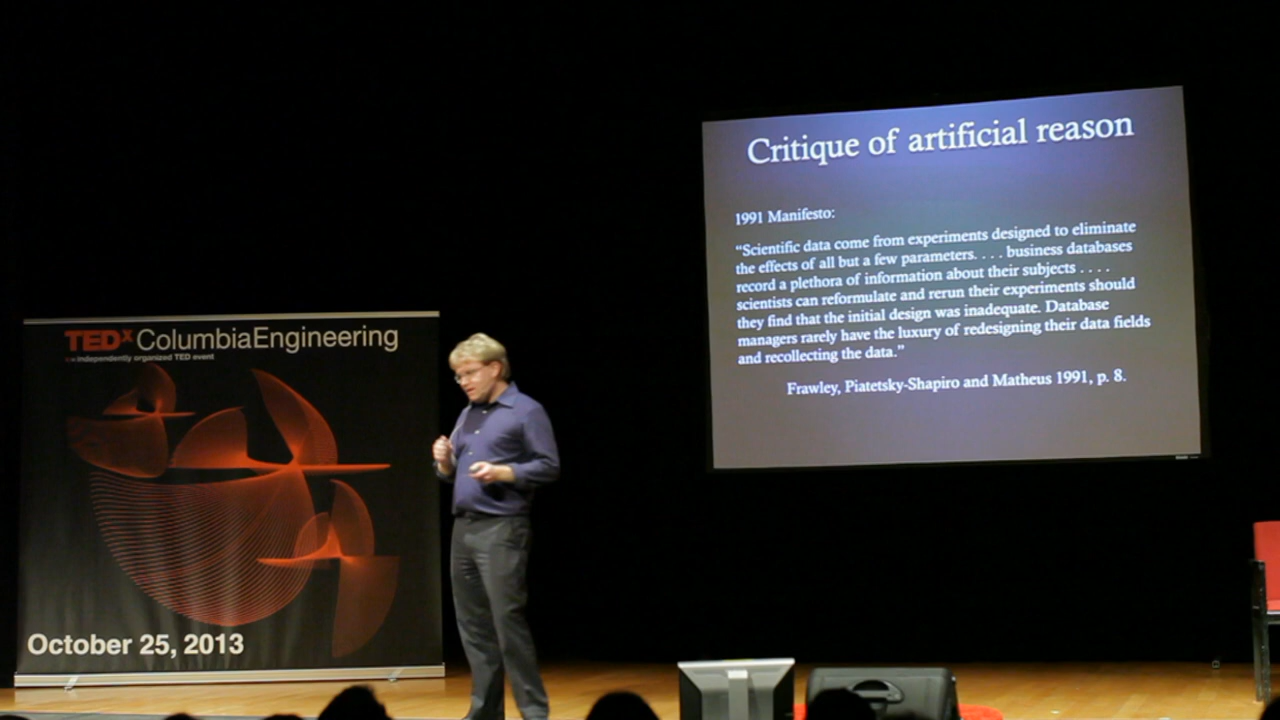 TEDx ColumbiaEngineering
x = independently organized TED event
October 25, 2013
Critique of artificial reason
1991 Manifesto:
“Scientific data come from experiments designed to eliminate
the effects of all but a few parameters. . . . business databases
record a plethora of information about their subjects . . . .
scientists can reformulate and rerun their experiments should
they find that the initial design was inadequate. Database
managers rarely have the luxury of redesigning their data fields
and recollecting the data.”
Frawley, Piatetsky-Shapiro and Matheus 1991, p. 8.